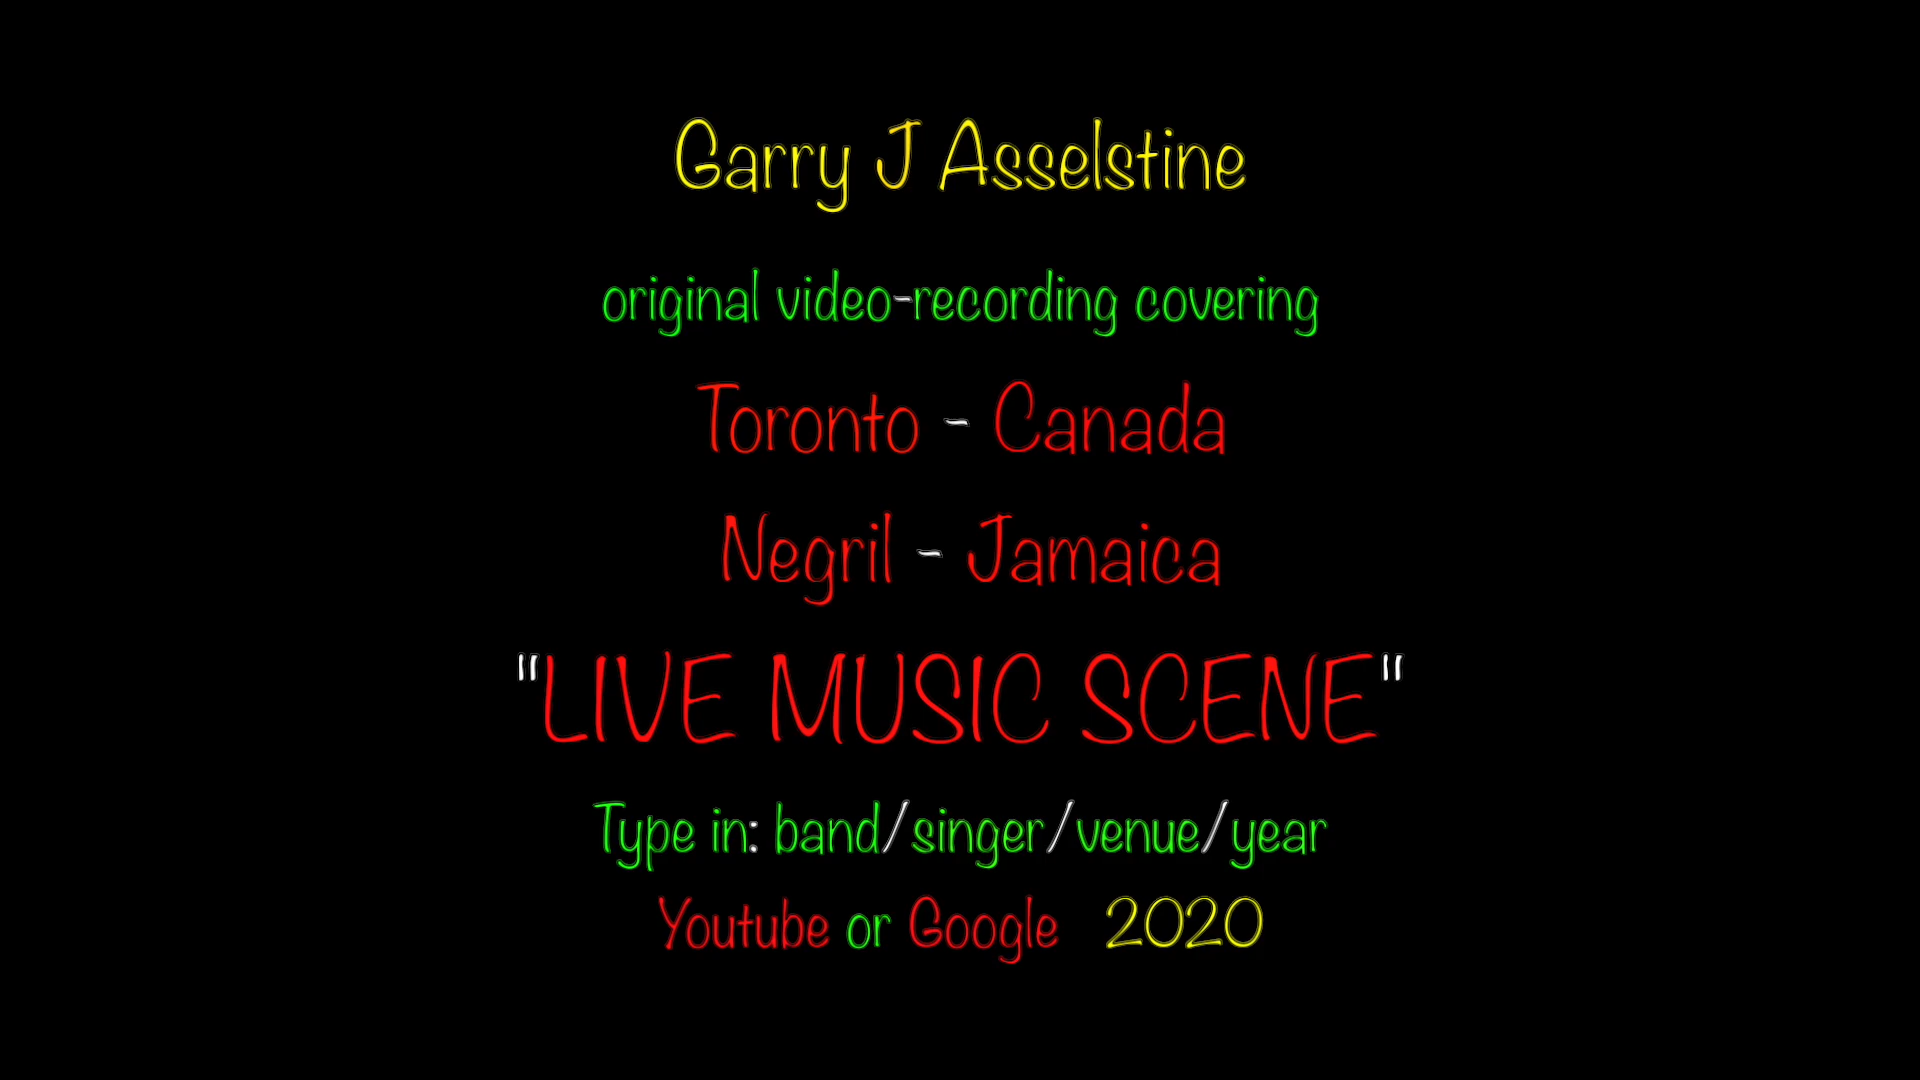 Garry J Asselstine
original video-recording covering
Toronto - Canada
Negril - Jamaica
"LIVE MUSIC SCENE"
Type in: band/singer/venue/year
Youtube or Google 2020